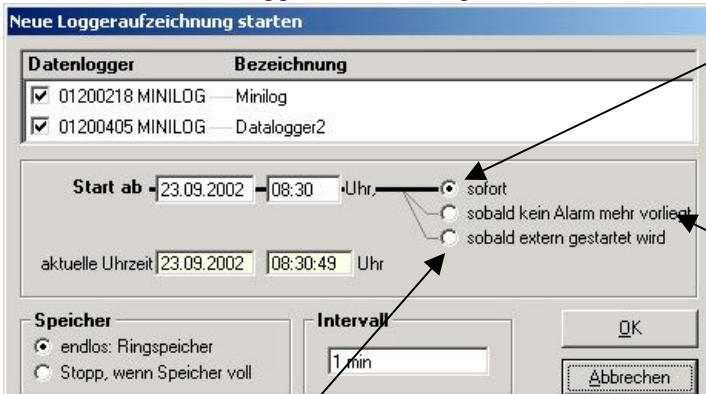 Neue Loggeraufzeichnung starten
Datenlogger Bezeichnung
01200218 MINILOG Minilog
01200405 MINILOG Datalogger2
Start ab 23.09.2002 08:30 Uhr, sofort
sobald kein Alarm mehr vorliegt
sobald extern gestartet wird
aktuelle Uhrzeit 23.09.2002 08:30:49 Uhr
Speicher
endlos: Ringspeicher
Stopp, wenn Speicher voll
Intervall
1 min
OK
Abbrechen